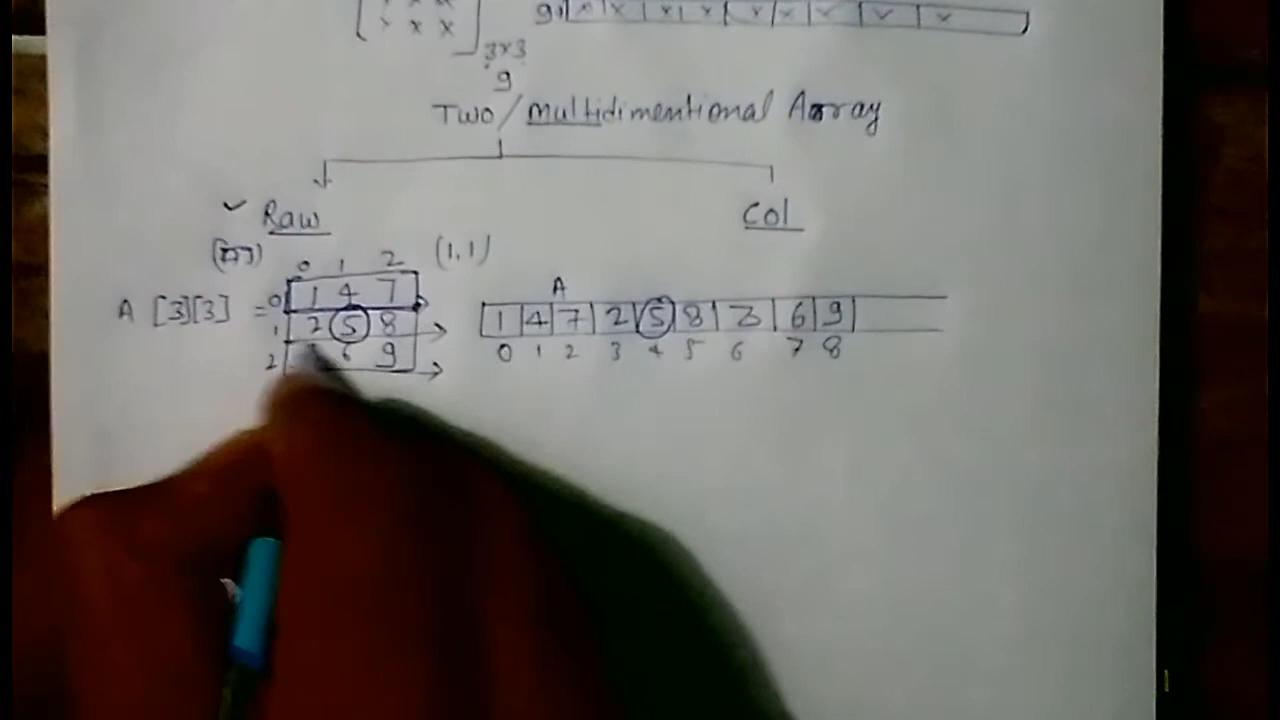 x x x
3x3
9
Two/multidimentional Array
Raw
Col
0 1 2 (1,1)
A [3][3] = 0 1 4 7
1 2 5 8
2 6 9
A
1 4 7 2 5 8 3 6 9
0 1 2 3 4 5 6 7 8